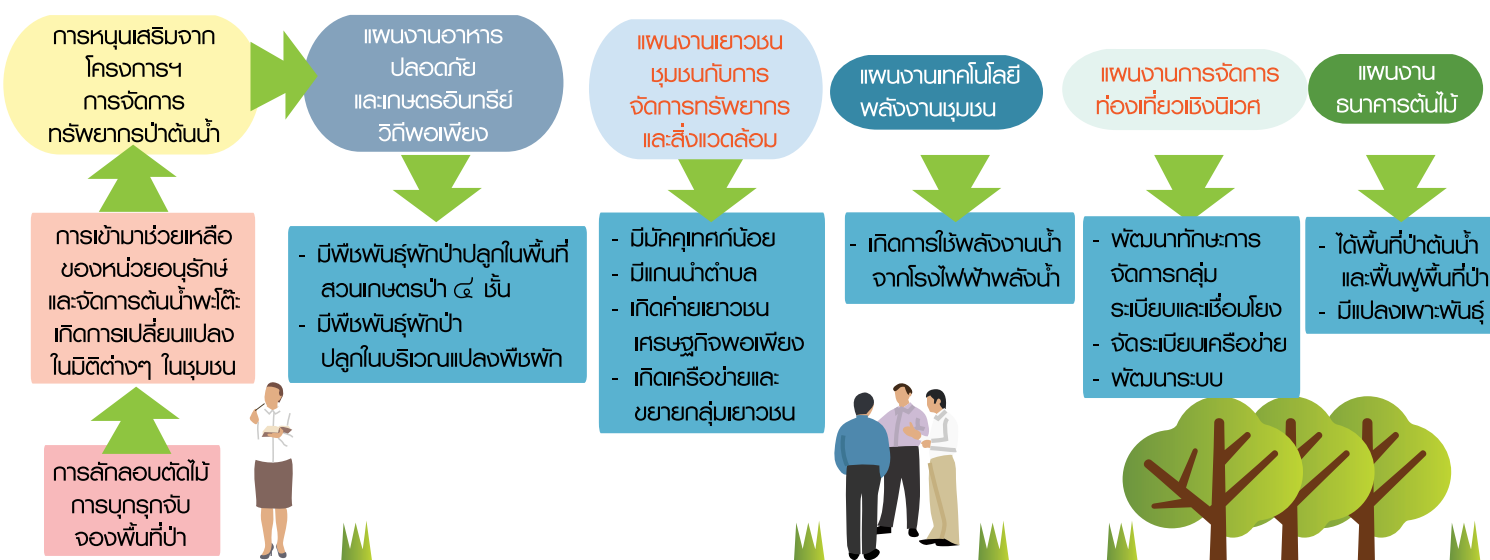 การหนุนเสริมจาก
โครงการฯ
การจัดการ
ทรัพยากรป่าต้นน้ำ
แผนงานอาหาร
ปลอดภัย
และเกษตรอินทรีย์
วิถีพอเพียง
แผนงานเยาวชน
ชุมชนกับการ
จัดการทรัพยากร
และสิ่งแวดล้อม
แผนงานเทคโนโลยี
พลังงานชุมชน
แผนงานการจัดการ
ท่องเที่ยวเชิงนิเวศ
แผนงาน
ธนาคารต้นไม้
การเข้ามาช่วยเหลือ
ของหน่วยอนุรักษ์
และจัดการต้นน้ำพะโต๊ะ
เกิดการเปลี่ยนแปลง
ในมิติต่างๆ ในชุมชน
- มีพืชพันธุ์ผักป่าปลูกในพื้นที่
สวนเกษตรป่า ๔ ชั้น
- มีพืชพันธุ์ผักป่า
ปลูกในบริเวณแปลงพืชผัก
- มีมัคคุเทศก์น้อย
- มีแกนนำตำบล
- เกิดค่ายเยาวชน
เศรษฐกิจพอเพียง
- เกิดเครือข่ายและ
ขยายกลุ่มเยาวชน
- เกิดการใช้พลังงานน้ำ
จากโรงไฟฟ้าพลังน้ำ
- พัฒนาทักษะการ
จัดการกลุ่ม
ระเบียบและเชื่อมโยง
- จัดระเบียบเครือข่าย
- พัฒนาระบบ
- ได้พื้นที่ป่าต้นน้ำ
และฟื้นฟูพื้นที่ป่า
- มีแปลงเพาะพันธุ์
การลักลอบตัดไม้
การบุกรุกจับ
จองพื้นที่ป่า